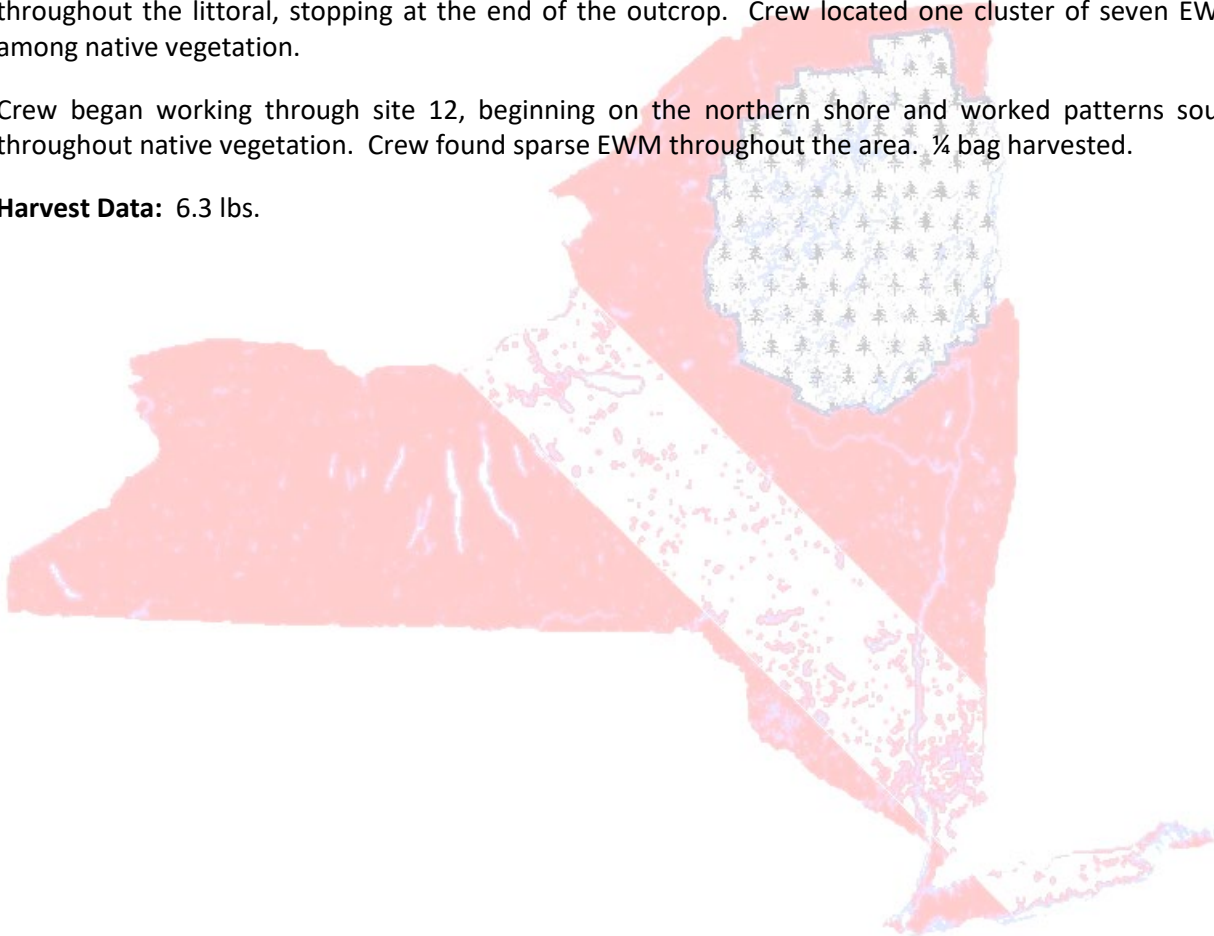 throughout the littoral, stopping at the end of the outcrop. Crew located one cluster of seven
among native vegetation.
Crew began working through site 12, beginning on the northern shore and worked patterns
throughout native vegetation. Crew found sparse EWM throughout the area. ¼ bag harvested.
Harvest Data: 6.3 lbs.